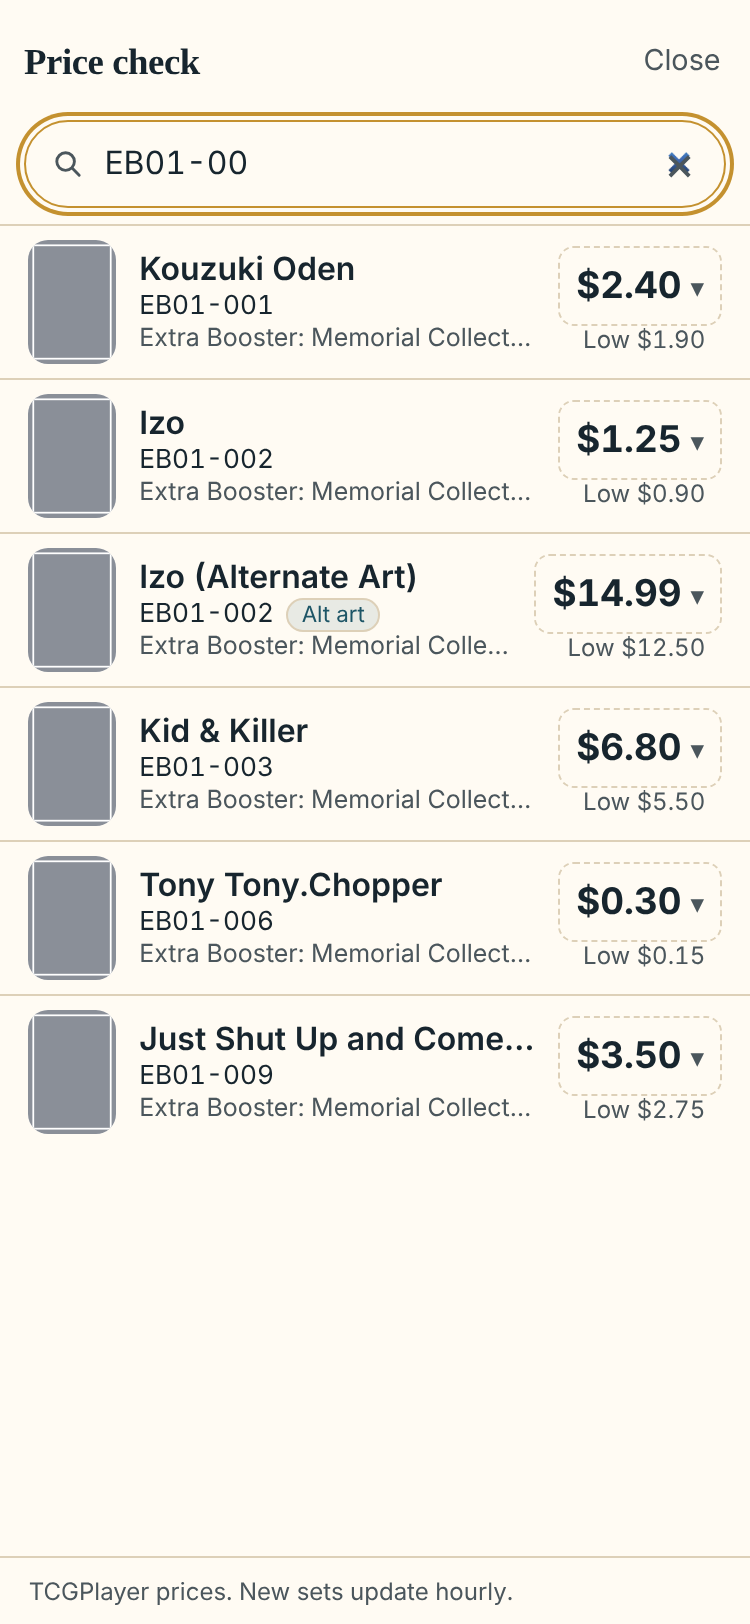 Price check
Close
EB01-00
Kouzuki Oden
EB01-001
Extra Booster: Memorial Collect...
$2.40 ▾
Low $1.90
Izo
EB01-002
Extra Booster: Memorial Collect...
$1.25 ▾
Low $0.90
Izo (Alternate Art)
EB01-002 Alt art
Extra Booster: Memorial Colle...
$14.99 ▾
Low $12.50
Kid & Killer
EB01-003
Extra Booster: Memorial Collect...
$6.80 ▾
Low $5.50
Tony Tony.Chopper
EB01-006
Extra Booster: Memorial Collect...
$0.30 ▾
Low $0.15
Just Shut Up and Come...
EB01-009
Extra Booster: Memorial Collect...
$3.50 ▾
Low $2.75
TCGPlayer prices. New sets update hourly.